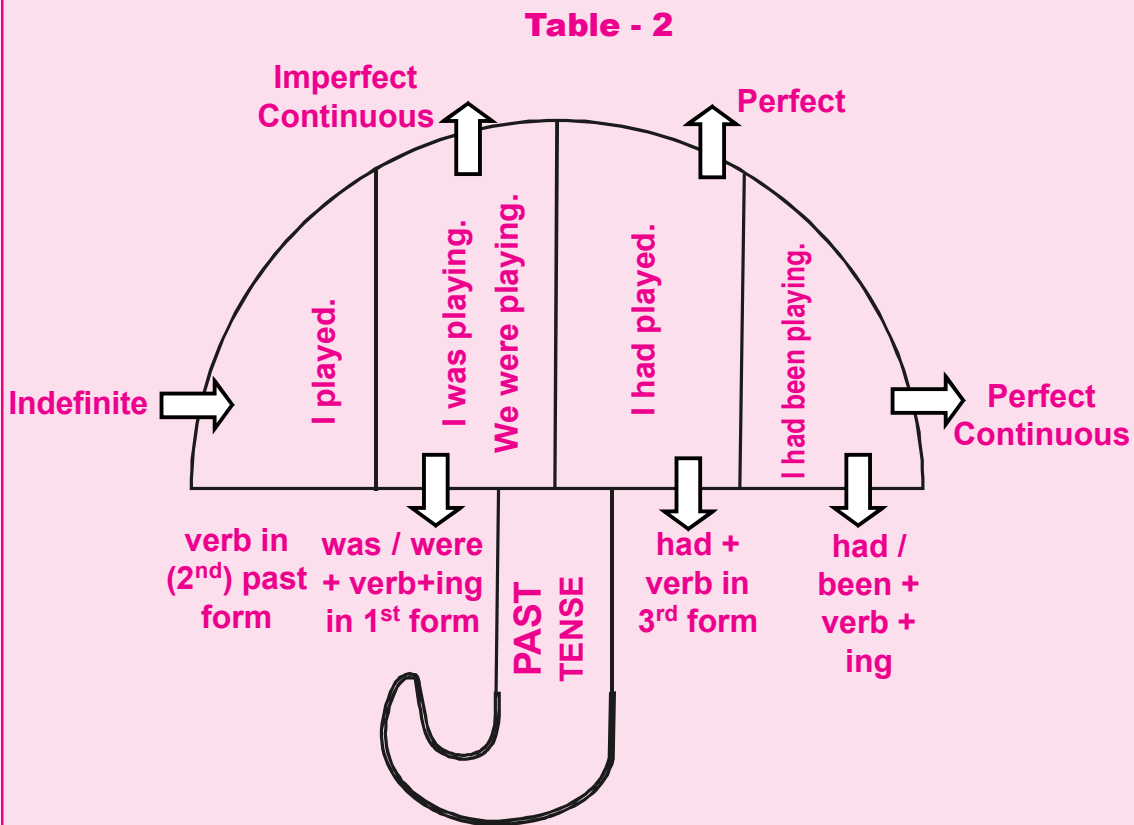 Table - 2
Imperfect
Continuous
Perfect
I played.
I was playing.
We were playing.
I had played.
I had been playing.
Indefinite
Perfect
Continuous
verb in
(2nd) past
form
was / were
+ verb+ing
in 1st form
PAST
TENSE
had +
verb in
3rd form
had /
been +
verb +
ing